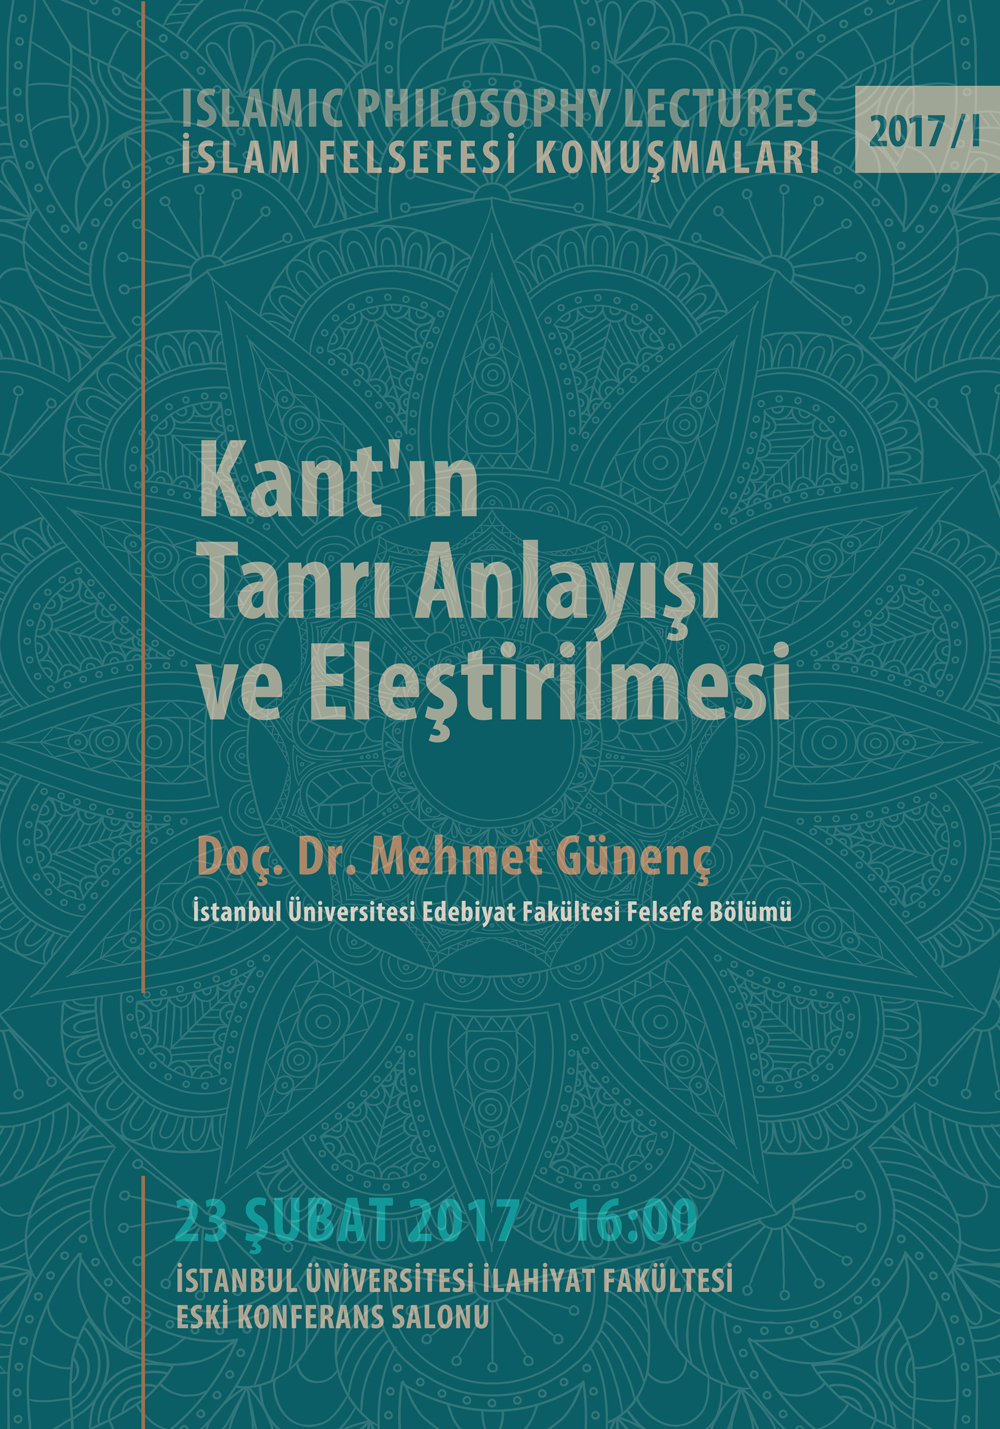 ISLAMIC PHILOSOPHY LECTURES
İSLAM FELSEFESİ KONUŞMALARI
2017/I
Kant'ın
Tanrı Anlayışı
ve Eleştirilmesi
Doç. Dr. Mehmet Günenç
İstanbul Üniversitesi Edebiyat Fakültesi Felsefe Bölümü
23 ŞUBAT 2017 16:00
İSTANBUL ÜNİVERSİTESİ İLAHİYAT FAKÜLTESİ
ESKİ KONFERANS SALONU